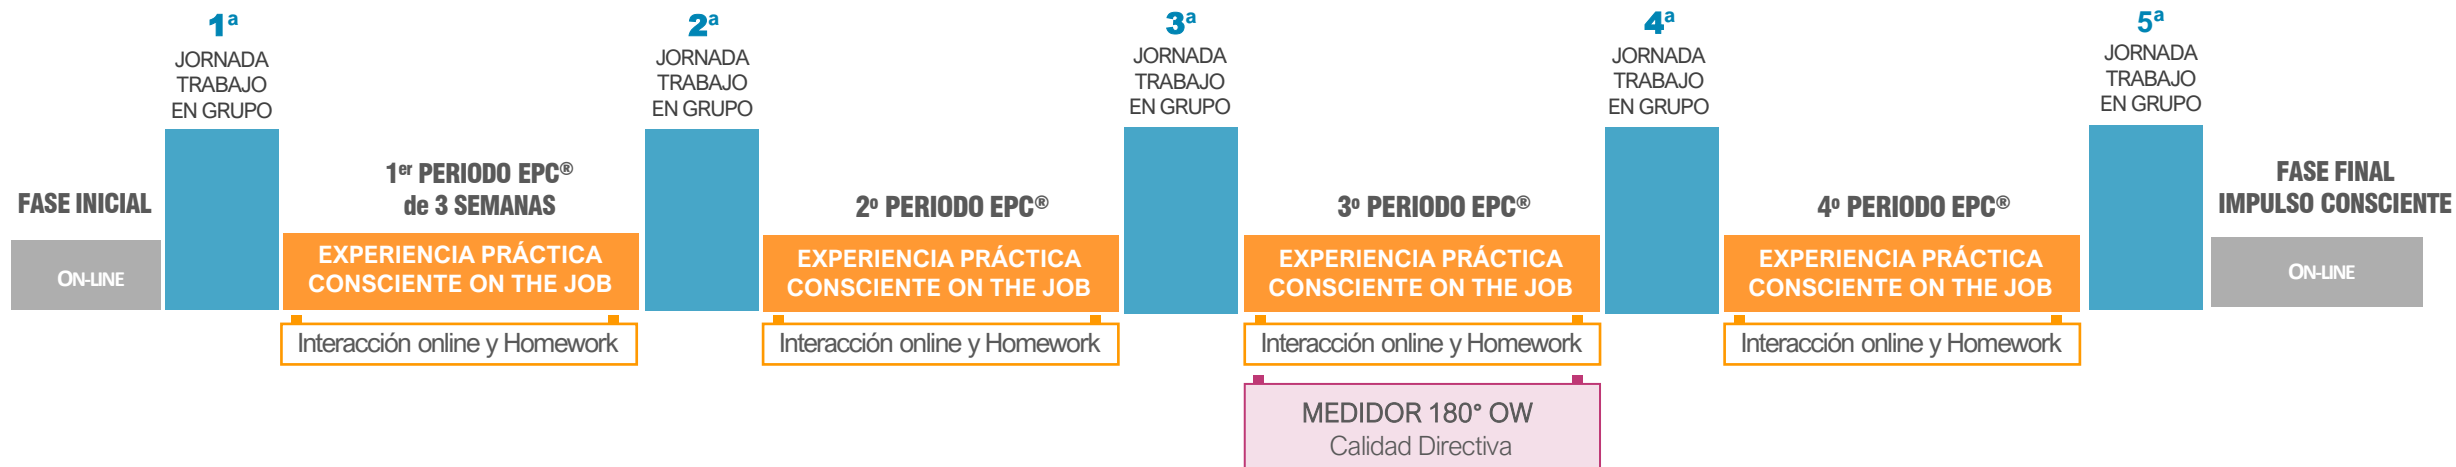 1ª
JORNADA
TRABAJO
EN GRUPO
2ª
JORNADA
TRABAJO
EN GRUPO
3ª
JORNADA
TRABAJO
EN GRUPO
4ª
JORNADA
TRABAJO
EN GRUPO
5ª
JORNADA
TRABAJO
EN GRUPO
FASE INICIAL
ON-LINE
1er PERIODO EPC®
de 3 SEMANAS
EXPERIENCIA PRÁCTICA
CONSCIENTE ON THE JOB
Interacción online y Homework
2º PERIODO EPC®
EXPERIENCIA PRÁCTICA
CONSCIENTE ON THE JOB
Interacción online y Homework
3º PERIODO EPC®
EXPERIENCIA PRÁCTICA
CONSCIENTE ON THE JOB
Interacción online y Homework
MEDIDOR 180° OW
Calidad Directiva
4º PERIODO EPC®
EXPERIENCIA PRÁCTICA
CONSCIENTE ON THE JOB
Interacción online y Homework
FASE FINAL
IMPULSO CONSCIENTE
ON-LINE